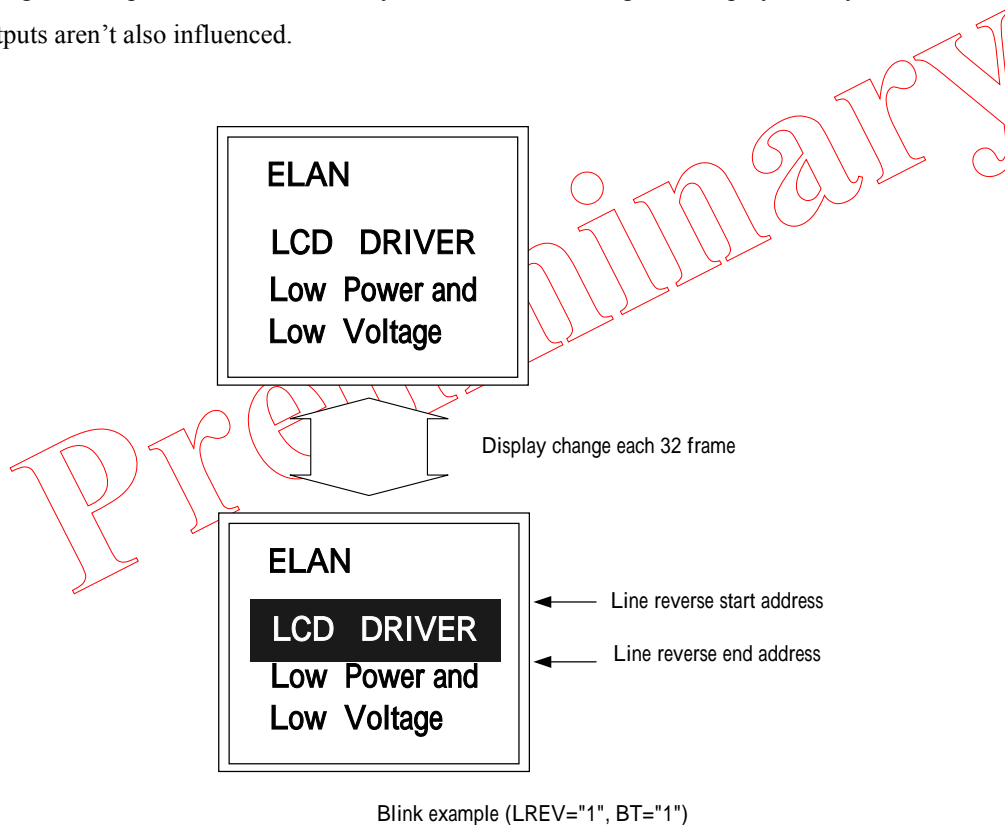 outputs aren't also influenced.
ELAN
LCD DRIVER
Low Power and
Low Voltage
Display change each 32 frame
ELAN
LCD DRIVER
Low Power and
Low Voltage
Line reverse start address
Line reverse end address
Blink example (LREV="1", BT="1")
Preliminary